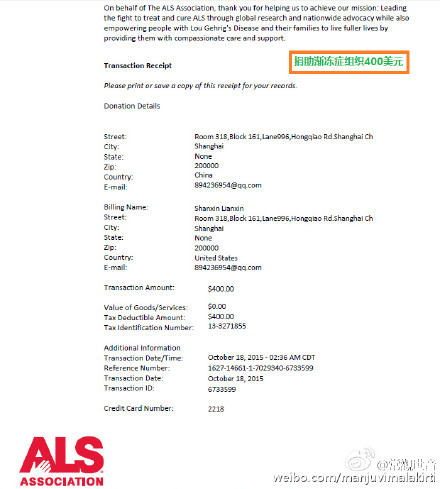 On behalf of The ALS Association, thank you for helping us to achieve our mission: Leading
the fight to treat and cure ALS through global research and nationwide advocacy while also
empowering people with Lou Gehrig's Disease and their families to live fuller lives by
providing them with compassionate care and support.
Transaction Receipt
捐助渐冻症组织400美元
Please print or save a copy of this receipt for your records.
Donation Details
Street: Room 318,Block 161,Lane996,Hongqiao Rd.Shanghai Ch
City: Shanghai
State: None
Zip: 200000
Country: China
E-mail: 894236954@qq.com
Billing Name: Shanxin Lianxin
Street: Room 318,Block 161,Lane996,Hongqiao Rd.Shanghai Ch
City: Shanghai
State: None
Zip: 200000
Country: United States
E-mail: 894236954@qq.com
Transaction Amount: $400.00
Value of Goods/Services: $0.00
Tax Deductible Amount: $400.00
Tax Identification Number: 13-3271855
Additional Information
Transaction Date/Time: October 18, 2015 - 02:36 AM CDT
Reference Number: 1627-14661-1-7029340-6733599
Transaction Date: October 18, 2015
Transaction ID: 6733599
Credit Card Number: 2218
ALS
ASSOCIATION
weibo.com/manjuvimalakirti